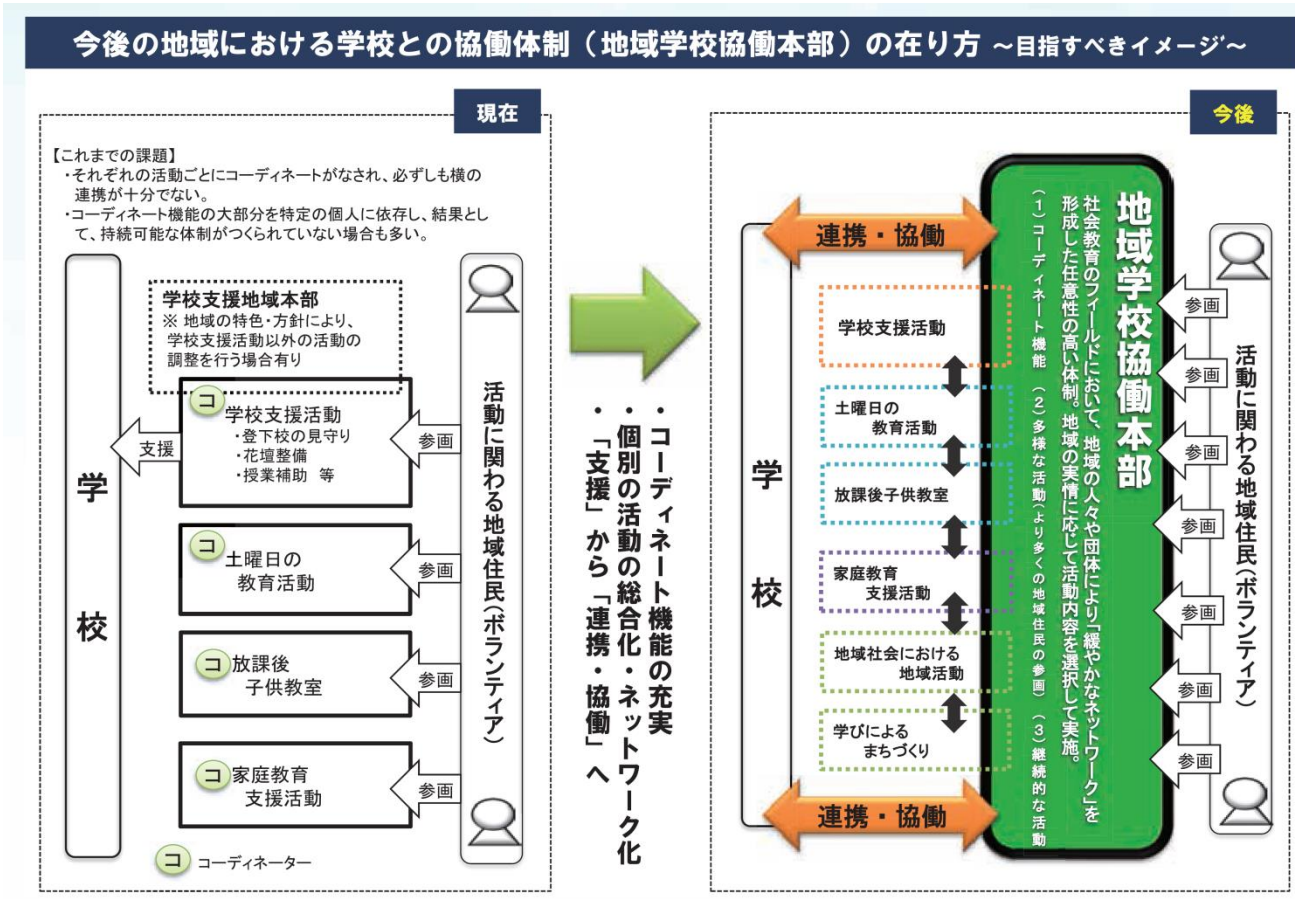 今後の地域における学校との協働体制（地域学校協働本部）の在り方 ～目指すべきイメージ～
現在
【これまでの課題】
・それぞれの活動ごとにコーディネートがなされ、必ずしも横の
連携が十分でない。
・コーディネート機能の大部分を特定の個人に依存し、結果とし
て、持続可能な体制がつくられていない場合も多い。
学校
学校支援地域本部
※ 地域の特色・方針により、
学校支援活動以外の活動の
調整を行う場合有り
コ
学校支援活動
・登下校の見守り
・花壇整備
・授業補助 等
支援
参画
コ
土曜日の
教育活動
参画
コ
放課後
子供教室
参画
コ
家庭教育
支援活動
参画
活動に関わる地域住民（ボランティア）
コ コーディネーター
・コーディネート機能の充実
・個別の活動の総合化・ネットワーク化
・「支援」から「連携・協働」へ
今後
学校
連携・協働
学校支援活動
土曜日の
教育活動
放課後子供教室
家庭教育
支援活動
地域社会における
地域活動
学びによる
まちづくり
連携・協働
地域学校協働本部
社会教育のフィールドにおいて、地域の人々や団体により「緩やかなネットワーク」を
形成した任意性の高い体制。地域の実情に応じて活動内容を選択して実施。
（１）コーディネート機能 （２）多様な活動（より多くの地域住民の参画） （３）継続的な活動
参画
参画
参画
参画
参画
参画
参画
活動に関わる地域住民（ボランティア）